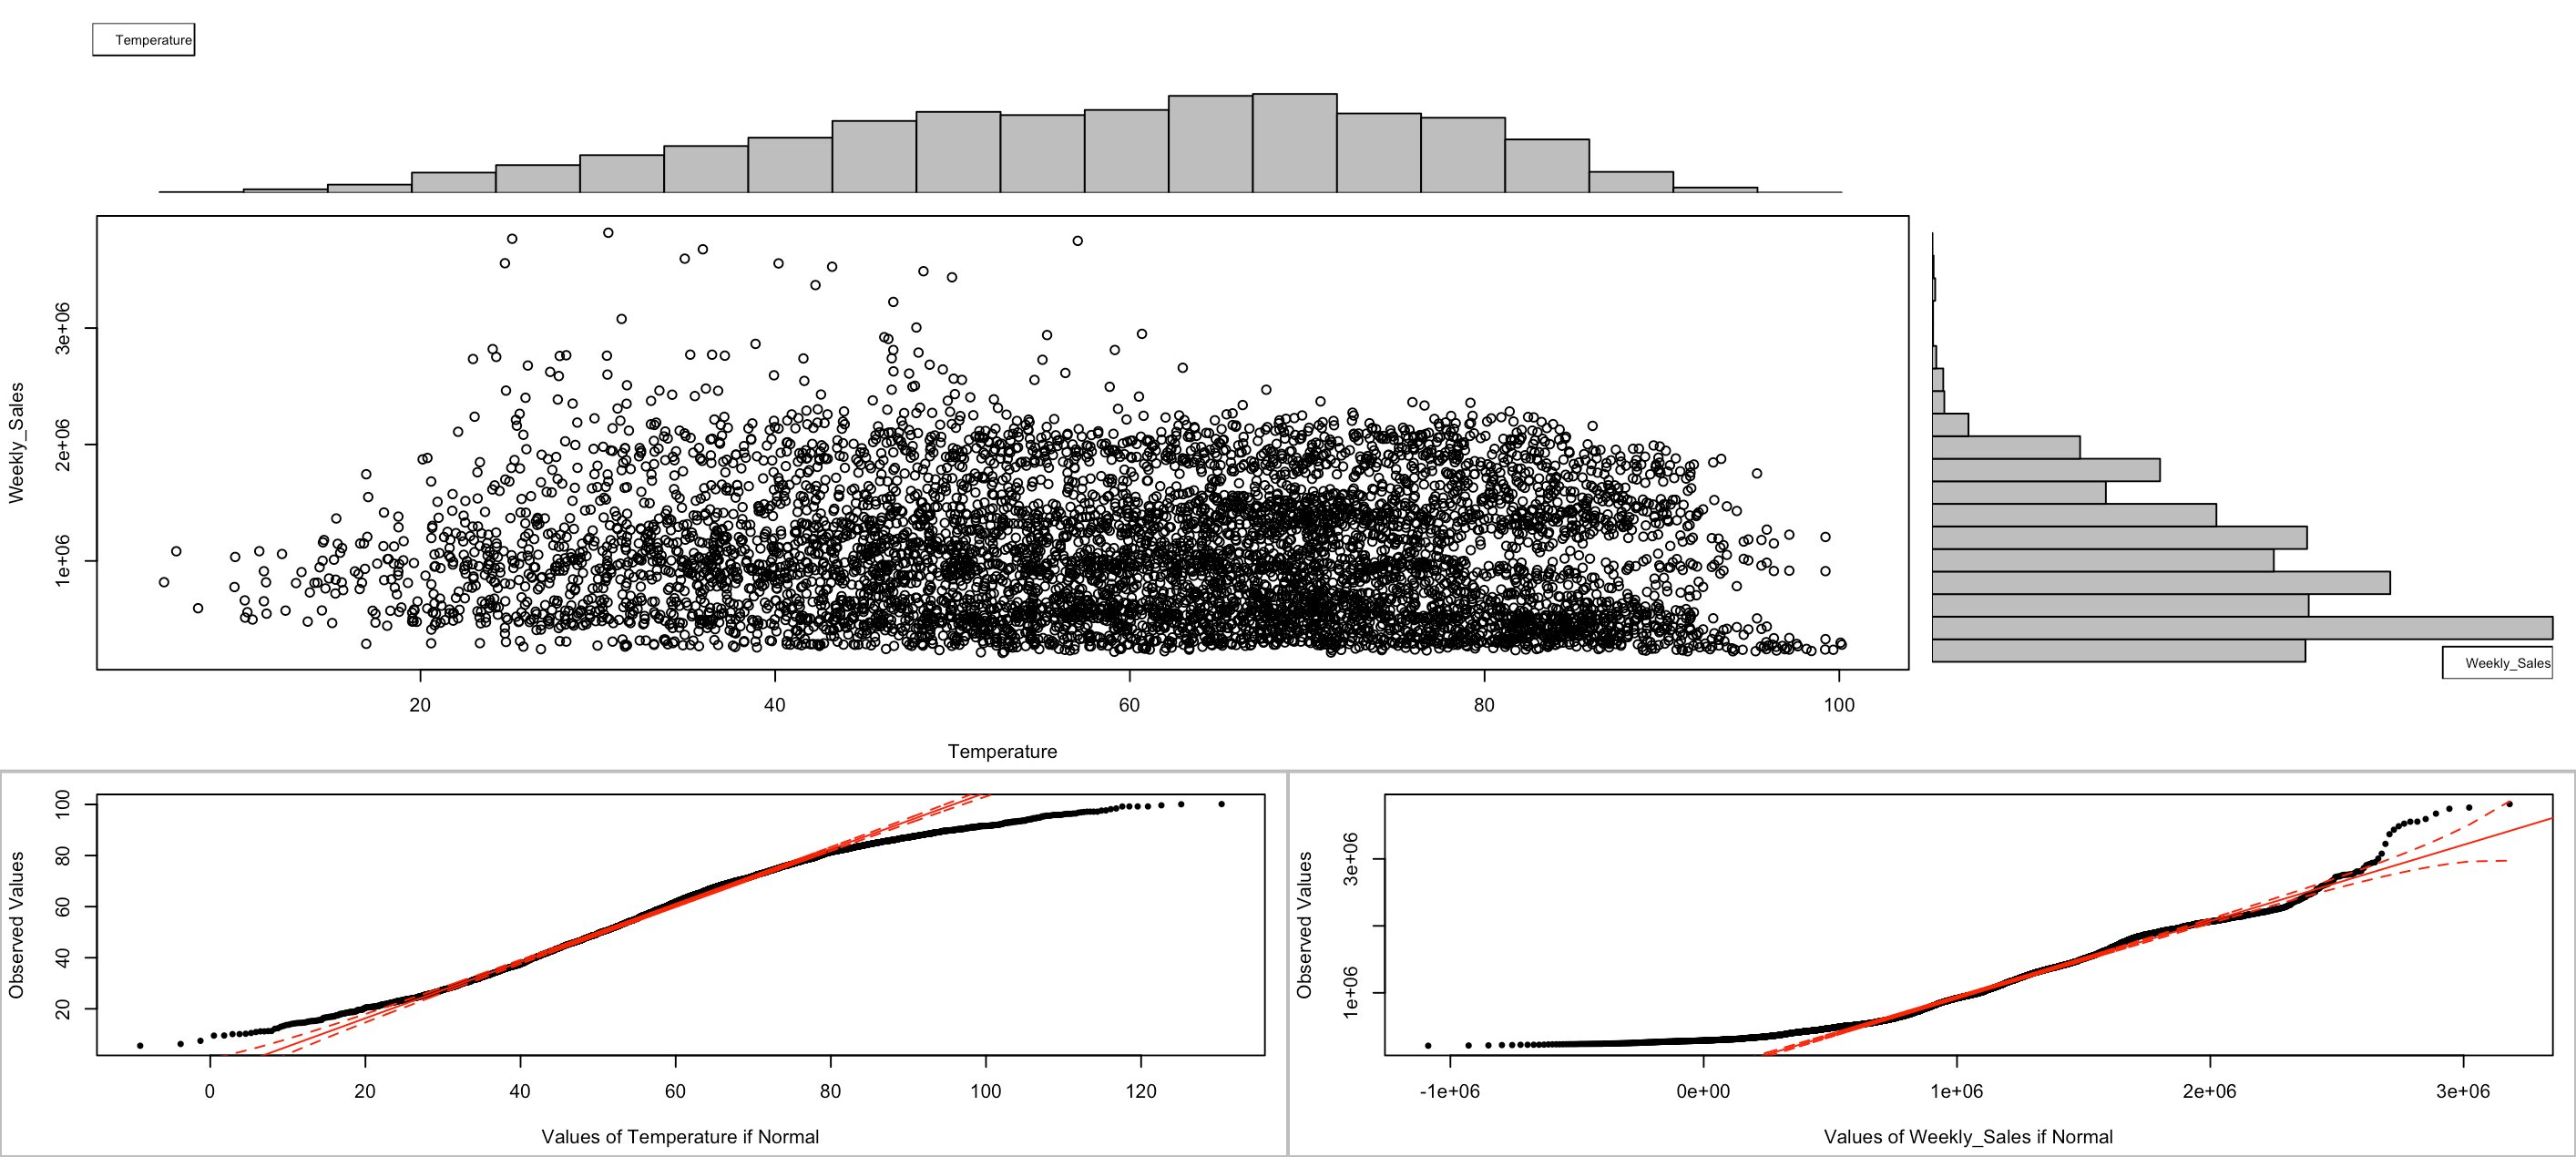 Temperature
Weekly_Sales
3e+06
2e+06
1e+06
20
40
60
80
100
Temperature
Weekly_Sales
Observed Values
100
80
60
40
20
0
20
40
60
80
100
120
Values of Temperature if Normal
Observed Values
3e+06
1e+06
-1e+06
0e+00
1e+06
2e+06
3e+06
Values of Weekly_Sales if Normal